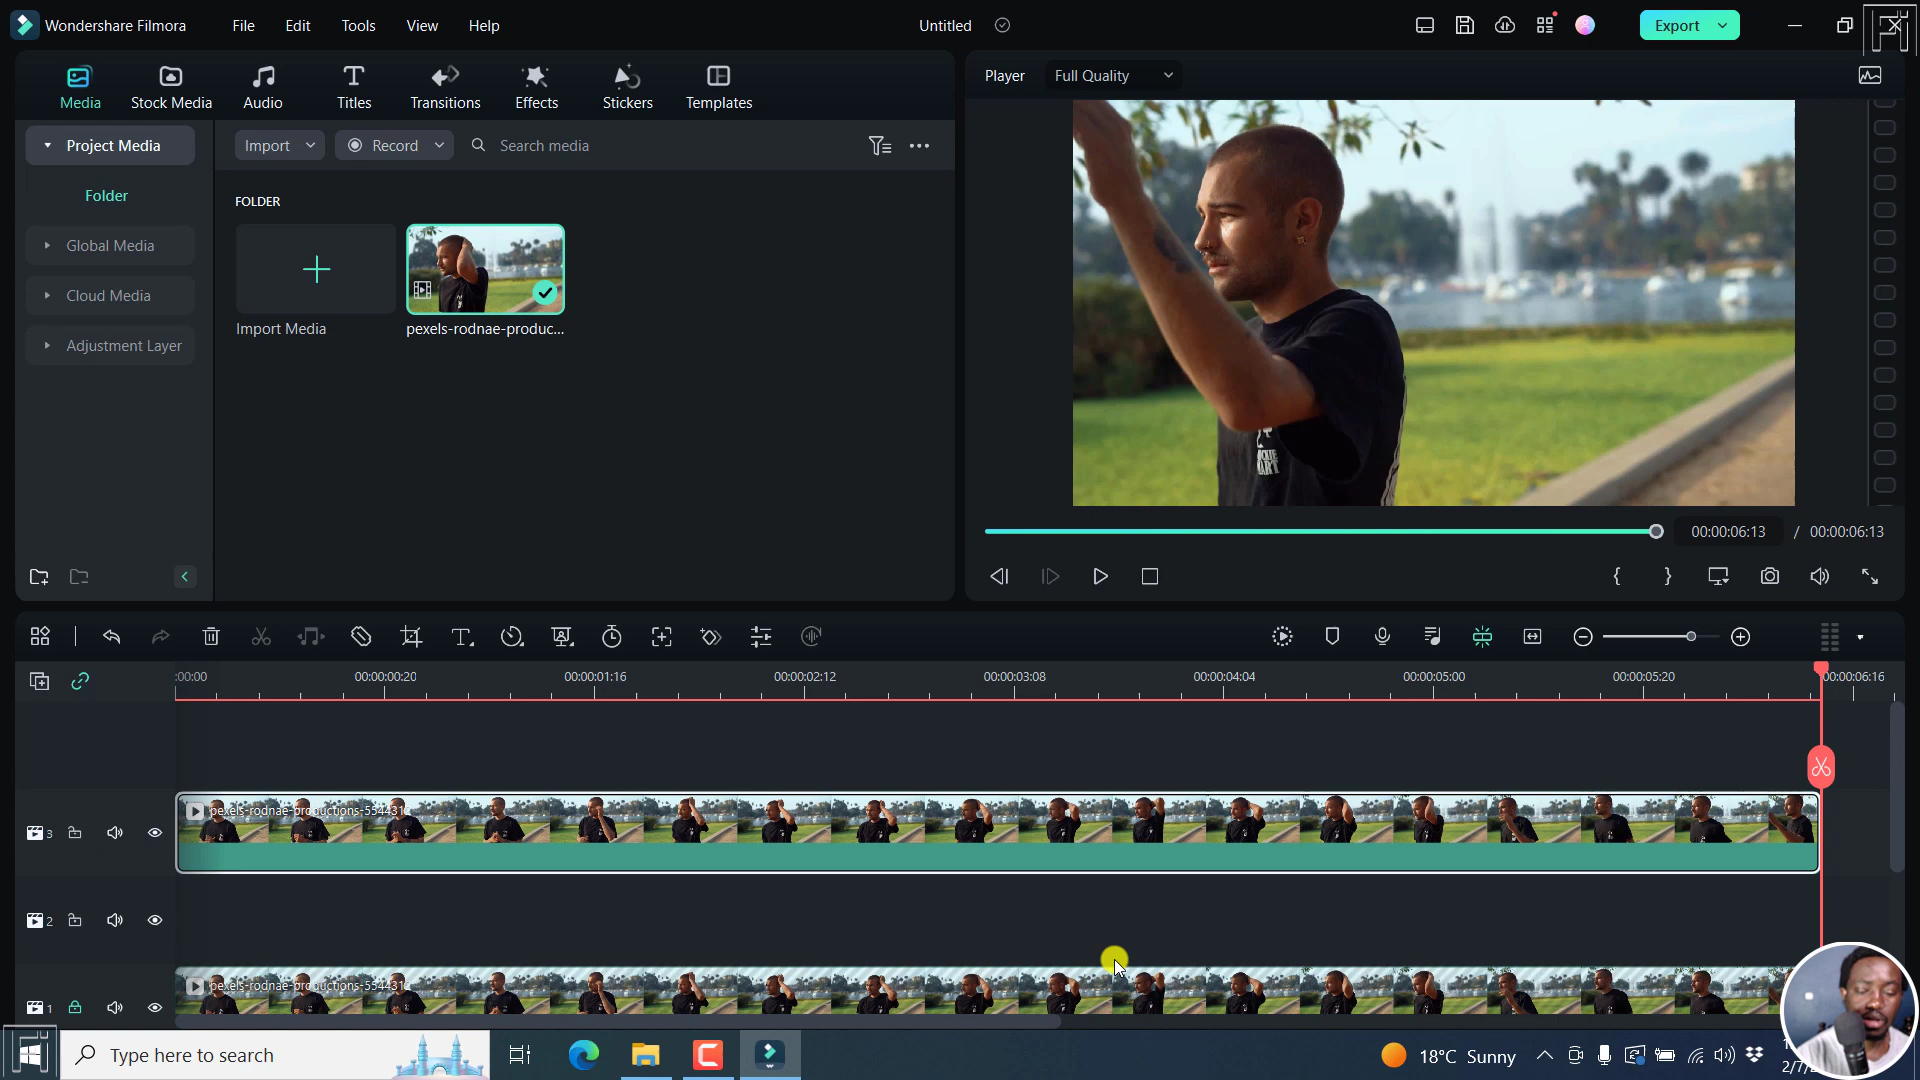 Wondershare Filmora
File
Edit
Tools
View
Help
Untitled
Export
Media
Stock Media
Audio
Titles
Transitions
Effects
Stickers
Templates
Player
Full Quality
Project Media
Import
Record
Search media
Folder
FOLDER
Global Media
Cloud Media
Adjustment Layer
Import Media
pexels-rodnae-produc...
00:00:06:13 / 00:00:06:13
:00:00
00:00:00:20
00:00:01:16
00:00:02:12
00:00:03:08
00:00:04:04
00:00:05:00
00:00:05:20
00:00:06:16
pexels-rodnae-productions-554431
3
2
pexels-rodnae-productions-554431
1
Type here to search
18°C Sunny